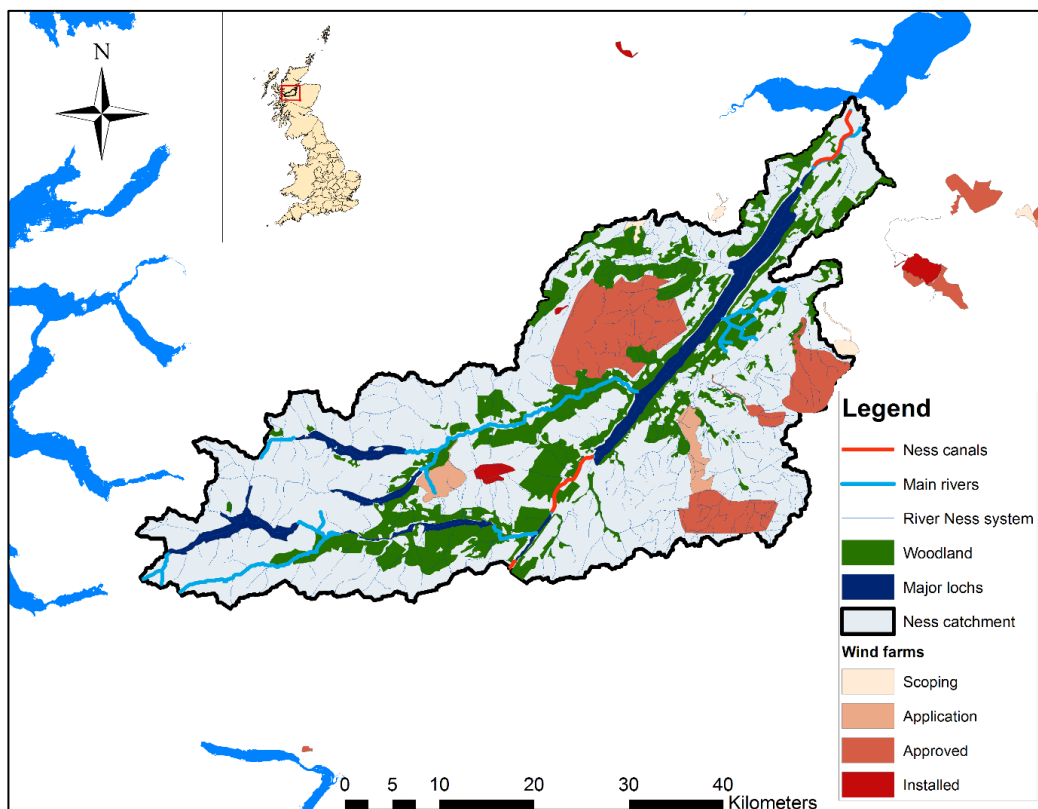 N
Legend
Ness canals
Main rivers
River Ness system
Woodland
Major lochs
Ness catchment
Wind farms
Scoping
Application
Approved
Installed
0 5 10 20 30 40
Kilometers